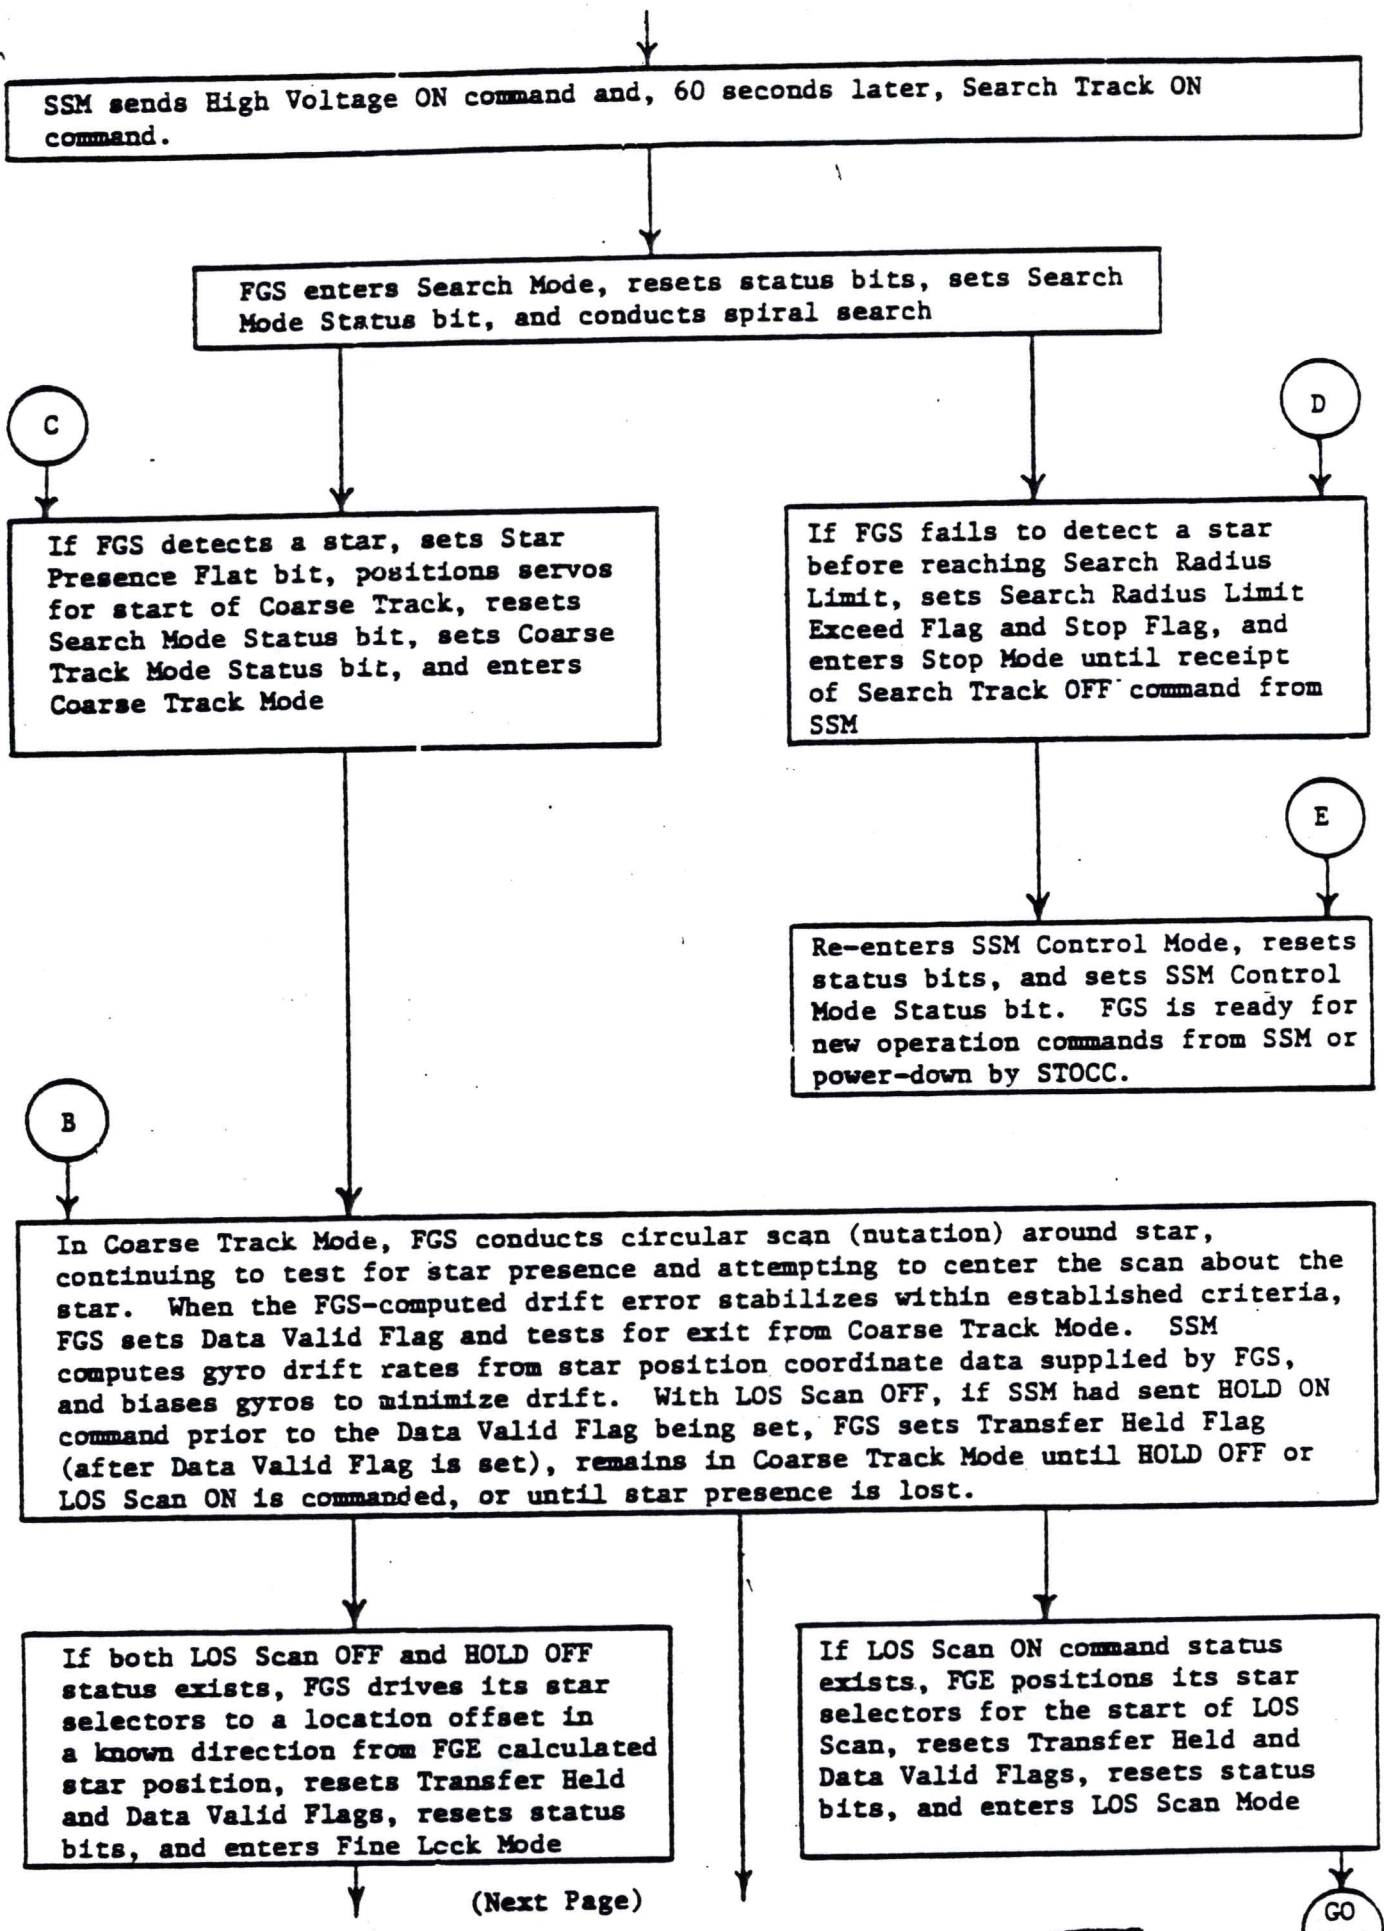 SSM sends High Voltage ON command and, 60 seconds later, Search Track ON
command.
FGS enters Search Mode, resets status bits, sets Search
Mode Status bit, and conducts spiral search
C
D
If FGS detects a star, sets Star
Presence Flat bit, positions servos
for start of Coarse Track, resets
Search Mode Status bit, sets Coarse
Track Mode Status bit, and enters
Coarse Track Mode
If FGS fails to detect a star
before reaching Search Radius
Limit, sets Search Radius Limit
Exceed Flag and Stop Flag, and
enters Stop Mode until receipt
of Search Track OFF command from
SSM
E
Re-enters SSM Control Mode, resets
status bits, and sets SSM Control
Mode Status bit. FGS is ready for
new operation commands from SSM or
power-down by STOCC.
B
In Coarse Track Mode, FGS conducts circular scan (nutation) around star,
continuing to test for star presence and attempting to center the scan about the
star. When the FGS-computed drift error stabilizes within established criteria,
FGS sets Data Valid Flag and tests for exit from Coarse Track Mode. SSM
computes gyro drift rates from star position coordinate data supplied by FGS,
and biases gyros to minimize drift. With LOS Scan OFF, if SSM had sent HOLD ON
command prior to the Data Valid Flag being set, FGS sets Transfer Held Flag
(after Data Valid Flag is set), remains in Coarse Track Mode until HOLD OFF or
LOS Scan ON is commanded, or until star presence is lost.
If both LOS Scan OFF and HOLD OFF
status exists, FGS drives its star
selectors to a location offset in
a known direction from FGE calculated
star position, resets Transfer Held
and Data Valid Flags, resets status
bits, and enters Fine Lock Mode
If LOS Scan ON command status
exists, FGE positions its star
selectors for the start of LOS
Scan, resets Transfer Held and
Data Valid Flags, resets status
bits, and enters LOS Scan Mode
(Next Page)
GO